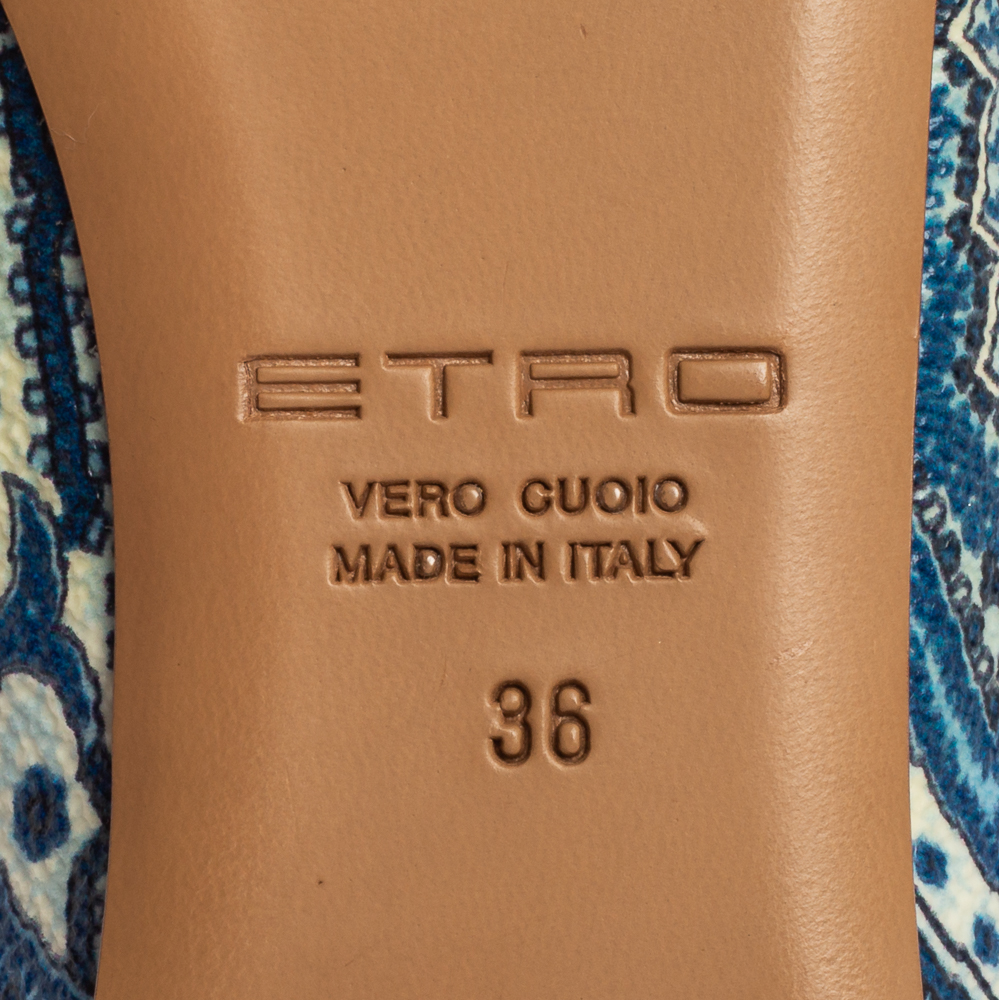 ETRO
VERO CUOIO
MADE IN ITALY
36